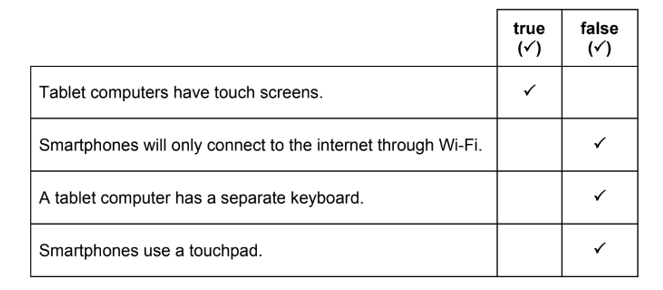 true false
(✓) (✓)
Tablet computers have touch screens. ✓
Smartphones will only connect to the internet through Wi-Fi. ✓
A tablet computer has a separate keyboard. ✓
Smartphones use a touchpad. ✓